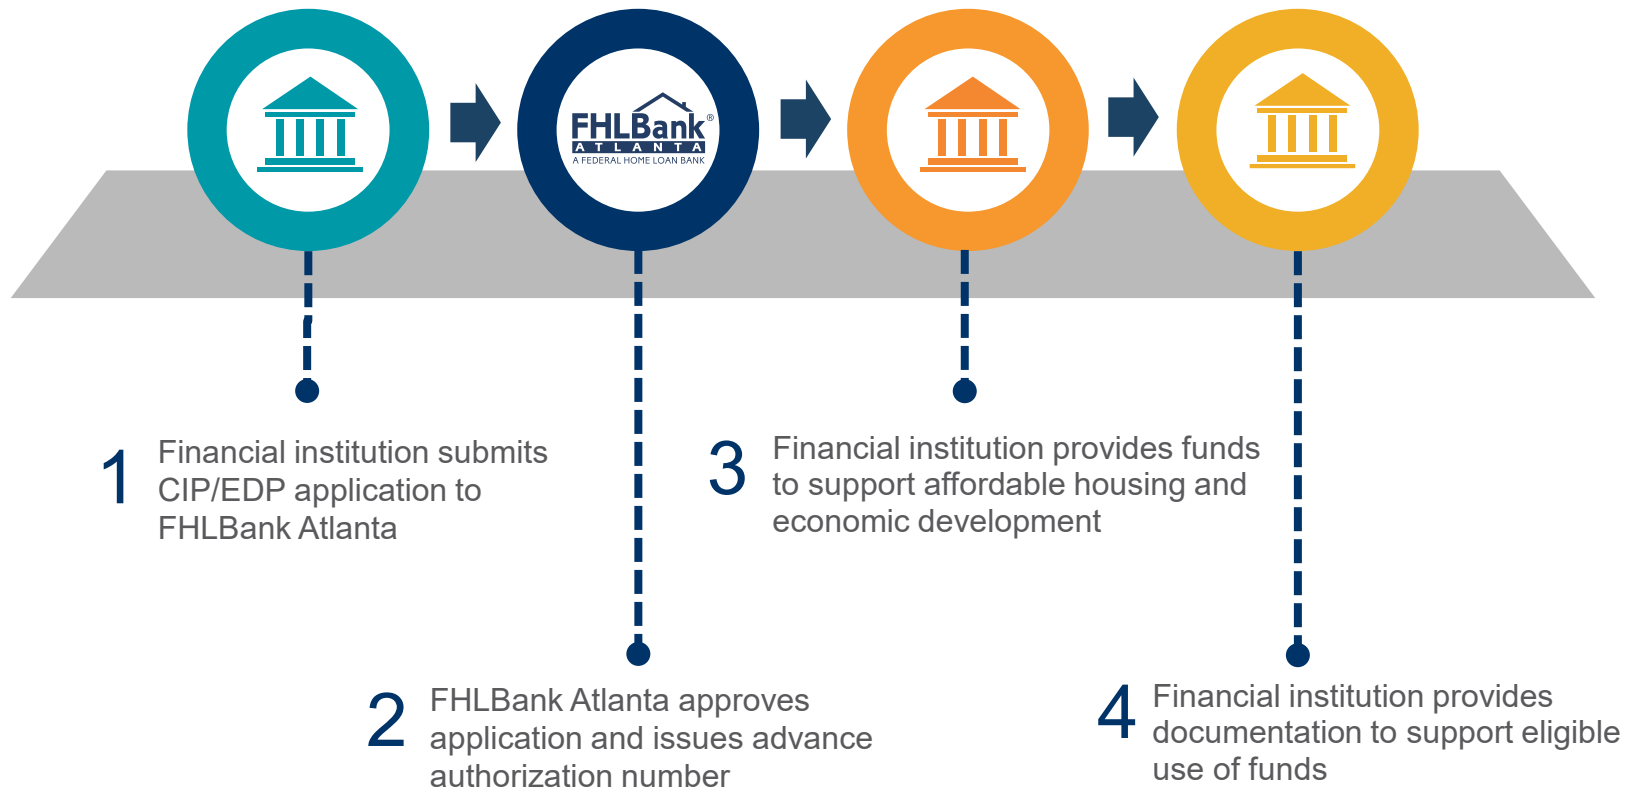 FHLBank®
ATLANTA
A FEDERAL HOME LOAN BANK
1
Financial institution submits
CIP/EDP application to
FHLBank Atlanta
2
FHLBank Atlanta approves
application and issues advance
authorization number
3
Financial institution provides funds
to support affordable housing and
economic development
4
Financial institution provides
documentation to support eligible
use of funds